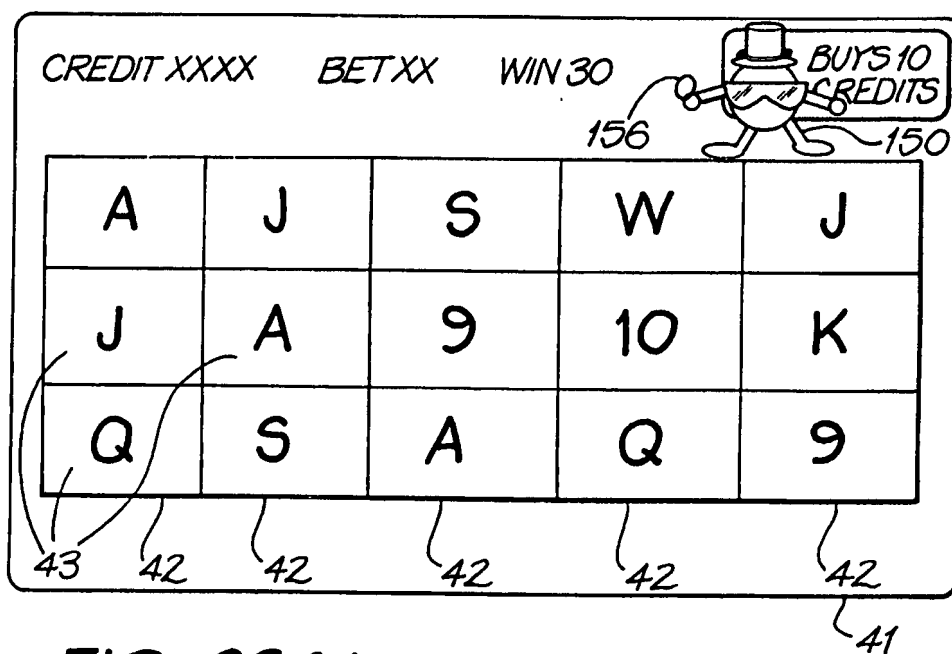 CREDIT XXXX BET XX WIN 30 BUYS 10
CREDITS
156 150
A J S W J
J A 9 10 K
Q S A Q 9
43 42 42 42 42 42
41